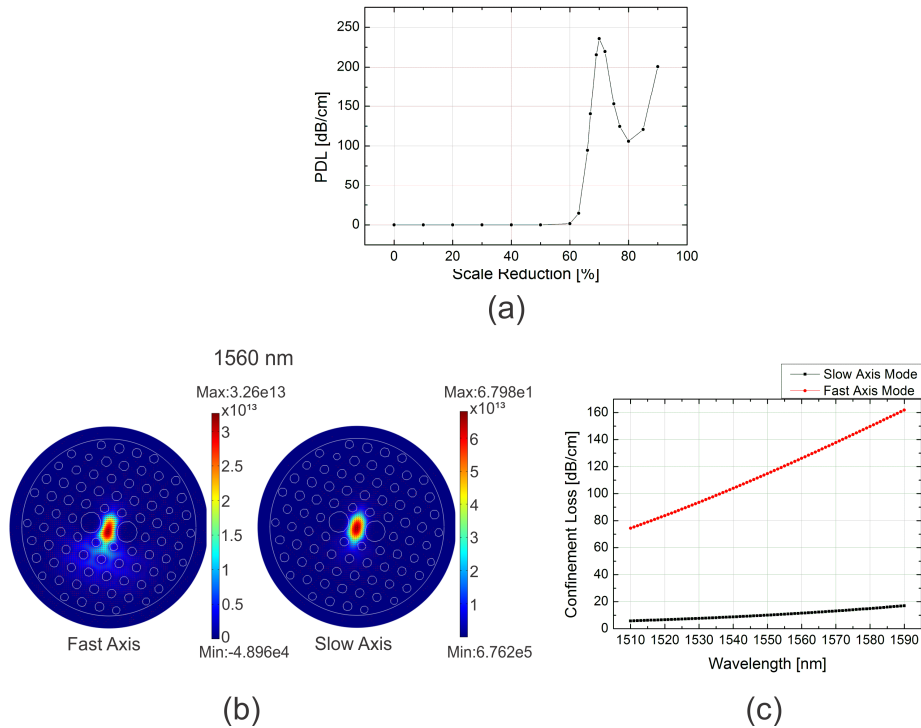 250
200
150
100
50
0
PDL [dB/cm]
0 20 40 60 80 100
Scale Reduction [%]
(a)
1560 nm
Max:3.26e13
x10¹³
3
3.5
2.5
2
1.5
1
0.5
0
Min:-4.896e4
Fast Axis
Max:6.798e1
x10¹³
6
5
4
3
2
1
0
Min:6.762e5
Slow Axis
(b)
Slow Axis Mode
Fast Axis Mode
160
140
120
100
80
60
40
20
0
Confinement Loss [dB/cm]
1510 1520 1530 1540 1550 1560 1570 1580 1590
Wavelength [nm]
(c)